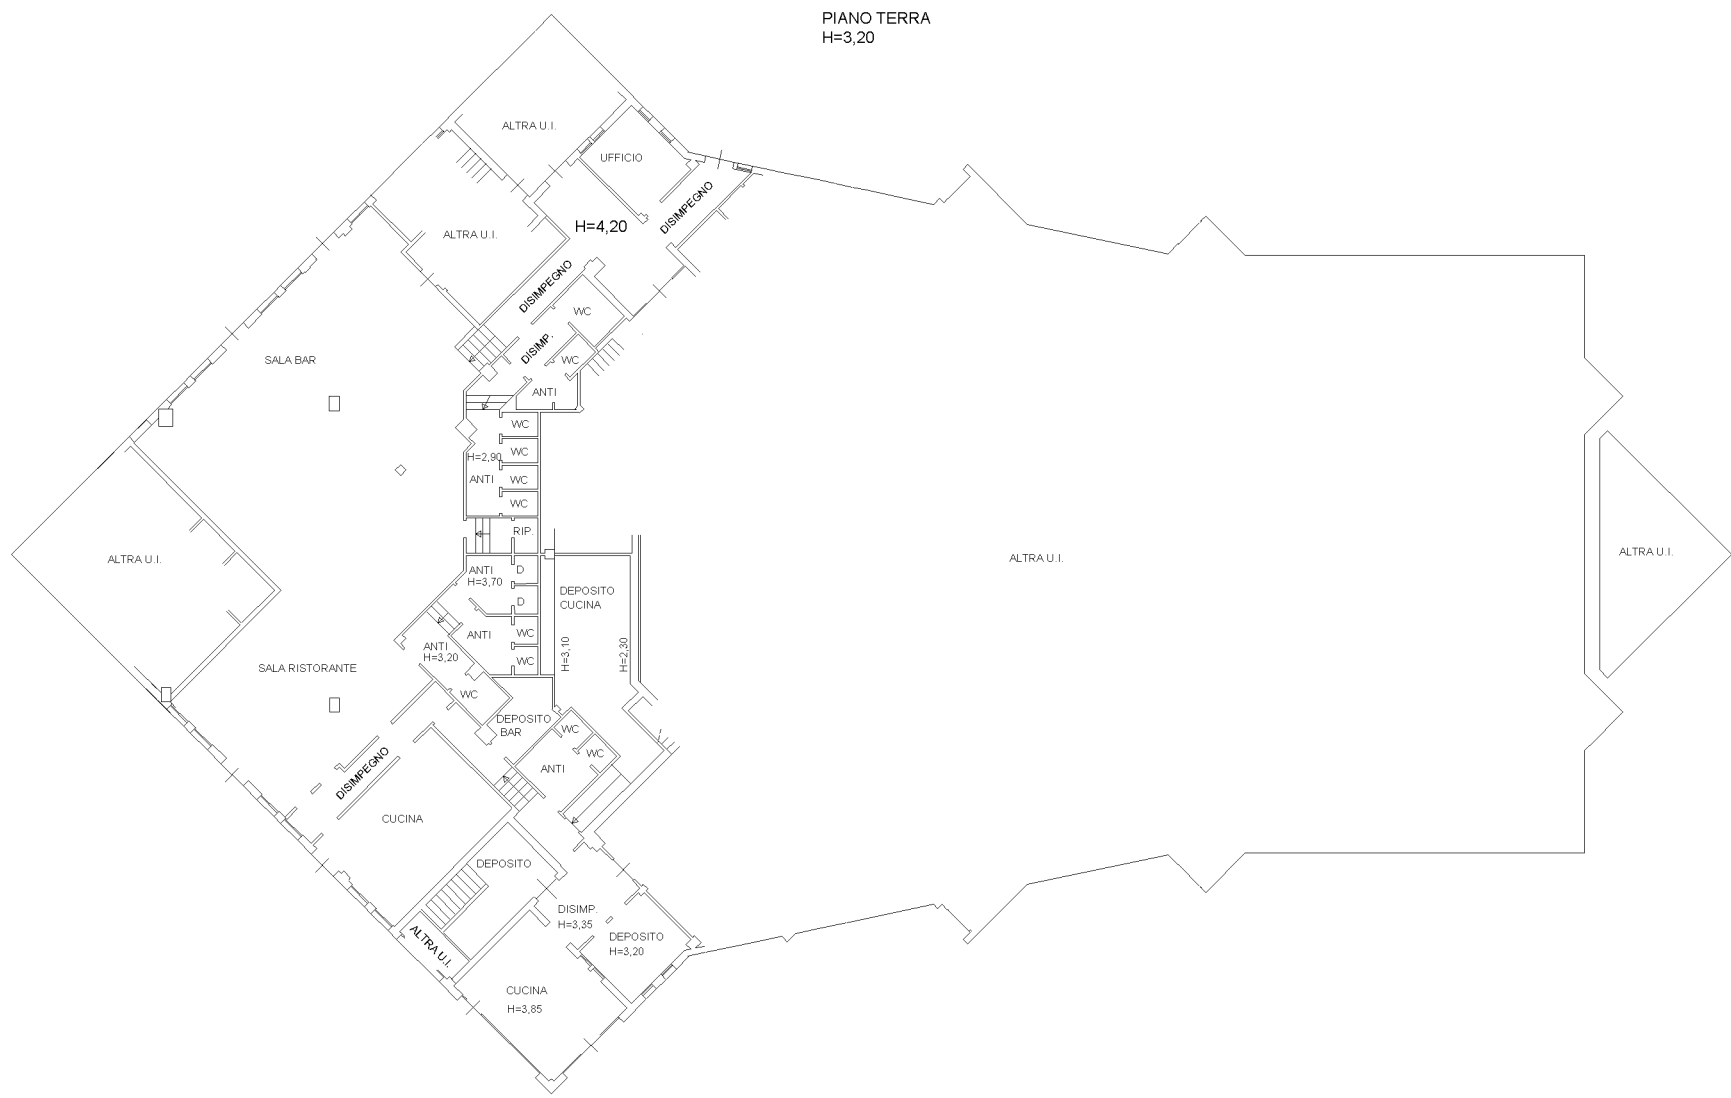 PIANO TERRA
H=3,20
ALTRA U.I.
UFFICIO
DISIMPEGNO
H=4,20
ALTRA U.I.
DISIMPEGNO
WC
DISIMP.
WC
SALA BAR
ANTI
WC
WC
H=2,90
ANTI
WC
WC
RIP.
ALTRA U.I.
ALTRA U.I.
ALTRA U.I.
ANTI
H=3,70
D
D
DEPOSITO
CUCINA
ANTI
WC
ANTI
H=3,20
H=3,10
H=2,30
WC
SALA RISTORANTE
WC
DEPOSITO
BAR
WC
WC
ANTI
DISIMPEGNO
CUCINA
DEPOSITO
DISIMP.
H=3,35
DEPOSITO
H=3,20
ALTRA U.I.
CUCINA
H=3,85